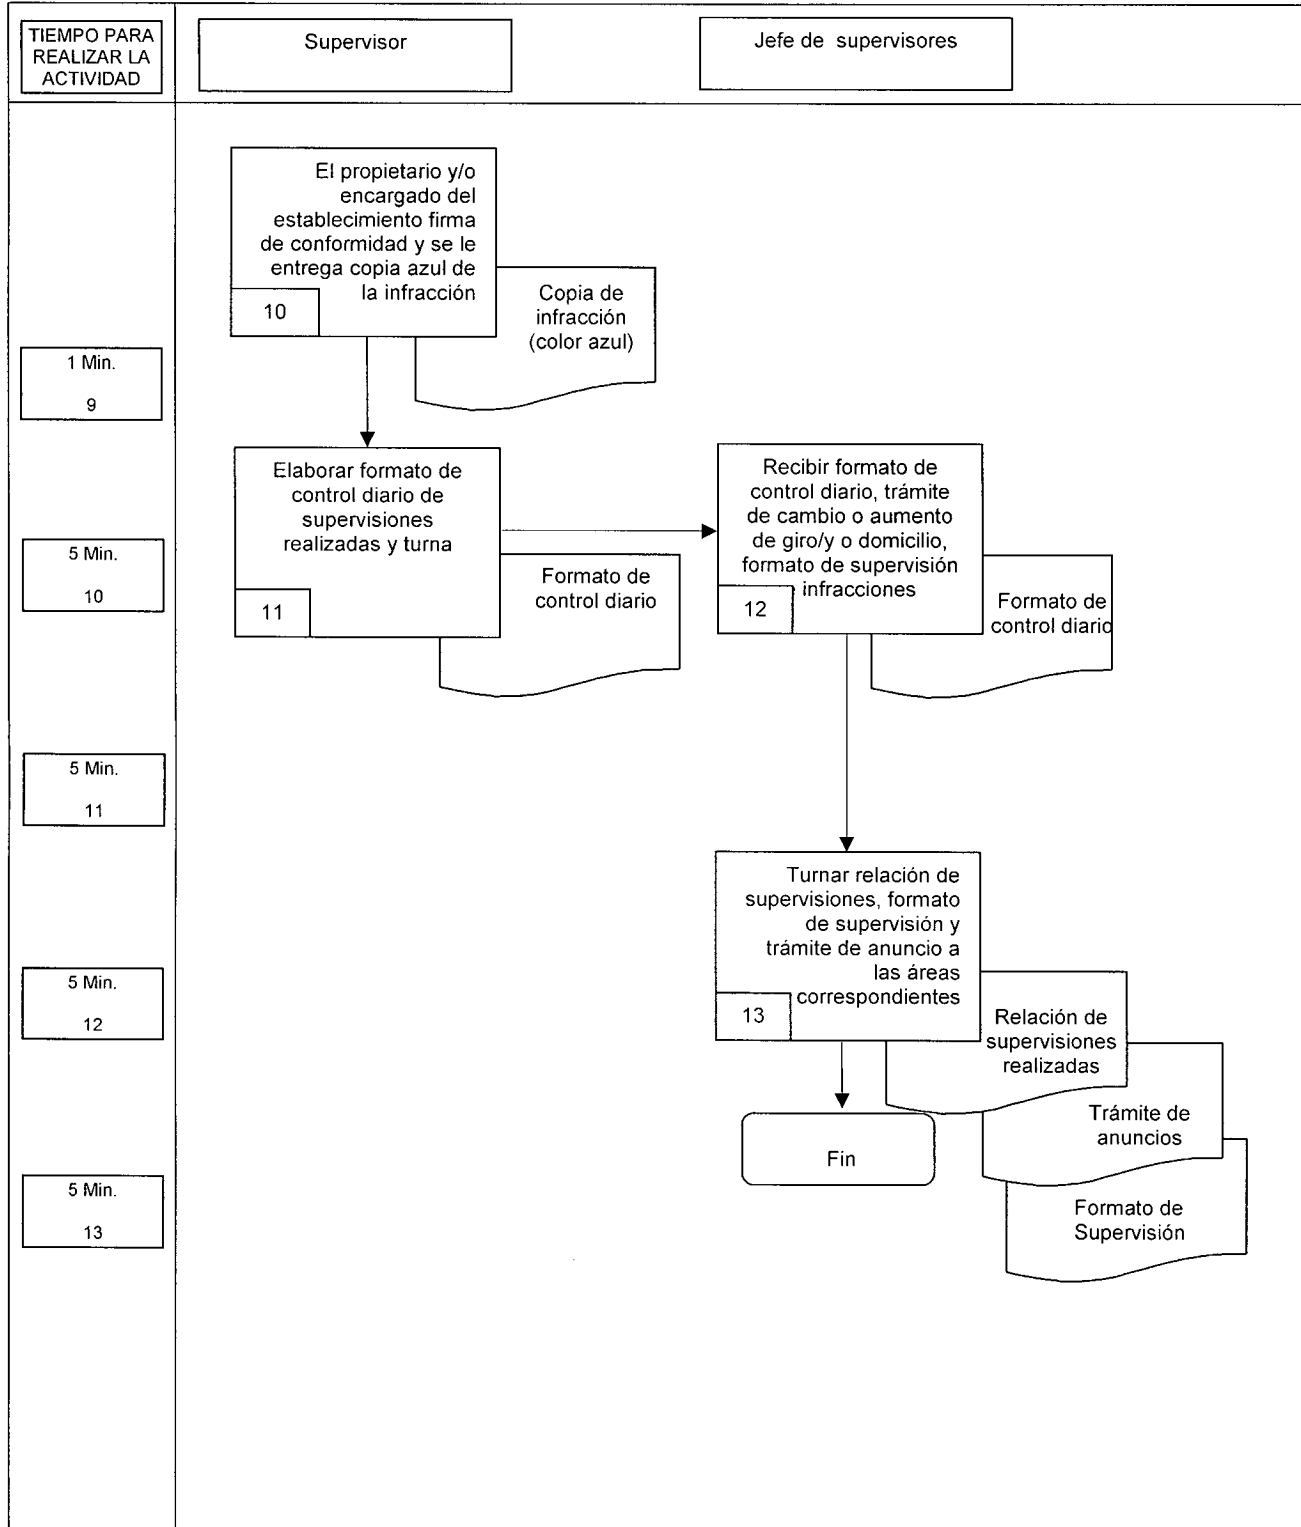 TIEMPO PARA
REALIZAR LA
ACTIVIDAD
Supervisor
Jefe de supervisores
El propietario y/o
encargado del
establecimiento firma
de conformidad y se le
entrega copia azul de
la infracción
10
Copia de
infracción
(color azul)
1 Min.
9
Elaborar formato de
control diario de
supervisiones
realizadas y turna
11
Formato de
control diario
Recibir formato de
control diario, trámite
de cambio o aumento
de giro/y o domicilio,
formato de supervisión
infracciones
12
Formato de
control diario
5 Min.
10
5 Min.
11
Turnar relación de
supervisiones, formato
de supervisión y
trámite de anuncio a
las áreas
correspondientes
13
Relación de
supervisiones
realizadas
Trámite de
anuncios
Formato de
Supervisión
5 Min.
12
Fin
5 Min.
13